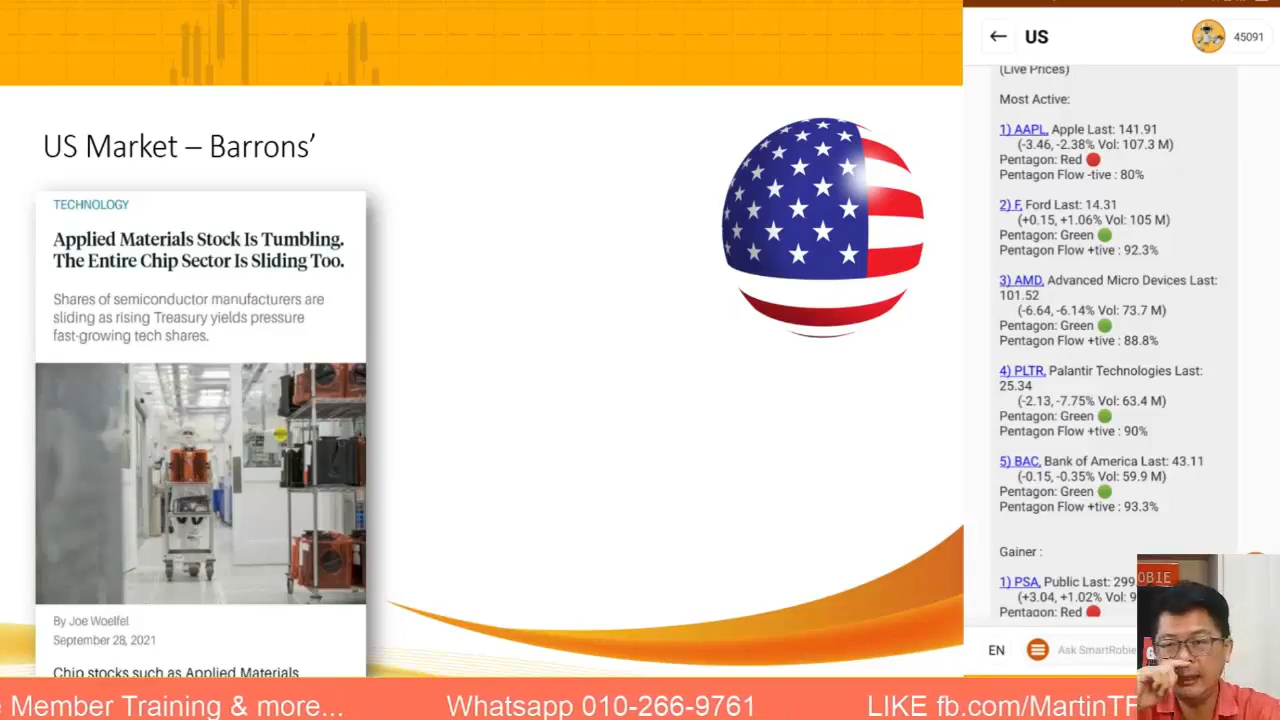 US Market – Barrons’
TECHNOLOGY
Applied Materials Stock Is Tumbling.
The Entire Chip Sector Is Sliding Too.
Shares of semiconductor manufacturers are
sliding as rising Treasury yields pressure
fast-growing tech shares.
By Joe Woelfel
September 28, 2021
Chip stocks such as Applied Materials
US
45091
(Live Prices)
Most Active:
1) AAPL, Apple Last: 141.91
(-3.46, -2.38% Vol: 107.3 M)
Pentagon: Red
Pentagon Flow -tive : 80%
2) F, Ford Last: 14.31
(+0.15, +1.06% Vol: 105 M)
Pentagon: Green
Pentagon Flow +tive : 92.3%
3) AMD, Advanced Micro Devices Last:
101.52
(-6.64, -6.14% Vol: 73.7 M)
Pentagon: Green
Pentagon Flow +tive : 88.8%
4) PLTR, Palantir Technologies Last:
25.34
(-2.13, -7.75% Vol: 63.4 M)
Pentagon: Green
Pentagon Flow +tive : 90%
5) BAC, Bank of America Last: 43.11
(-0.15, -0.35% Vol: 59.9 M)
Pentagon: Green
Pentagon Flow +tive : 93.3%
Gainer :
1) PSA, Public Last: 299
(+3.04, +1.02% Vol: 9
Pentagon: Red
EN
Ask SmartRobie
OBIE
Member Training & more...
Whatsapp 010-266-9761
LIKE fb.com/MartinT